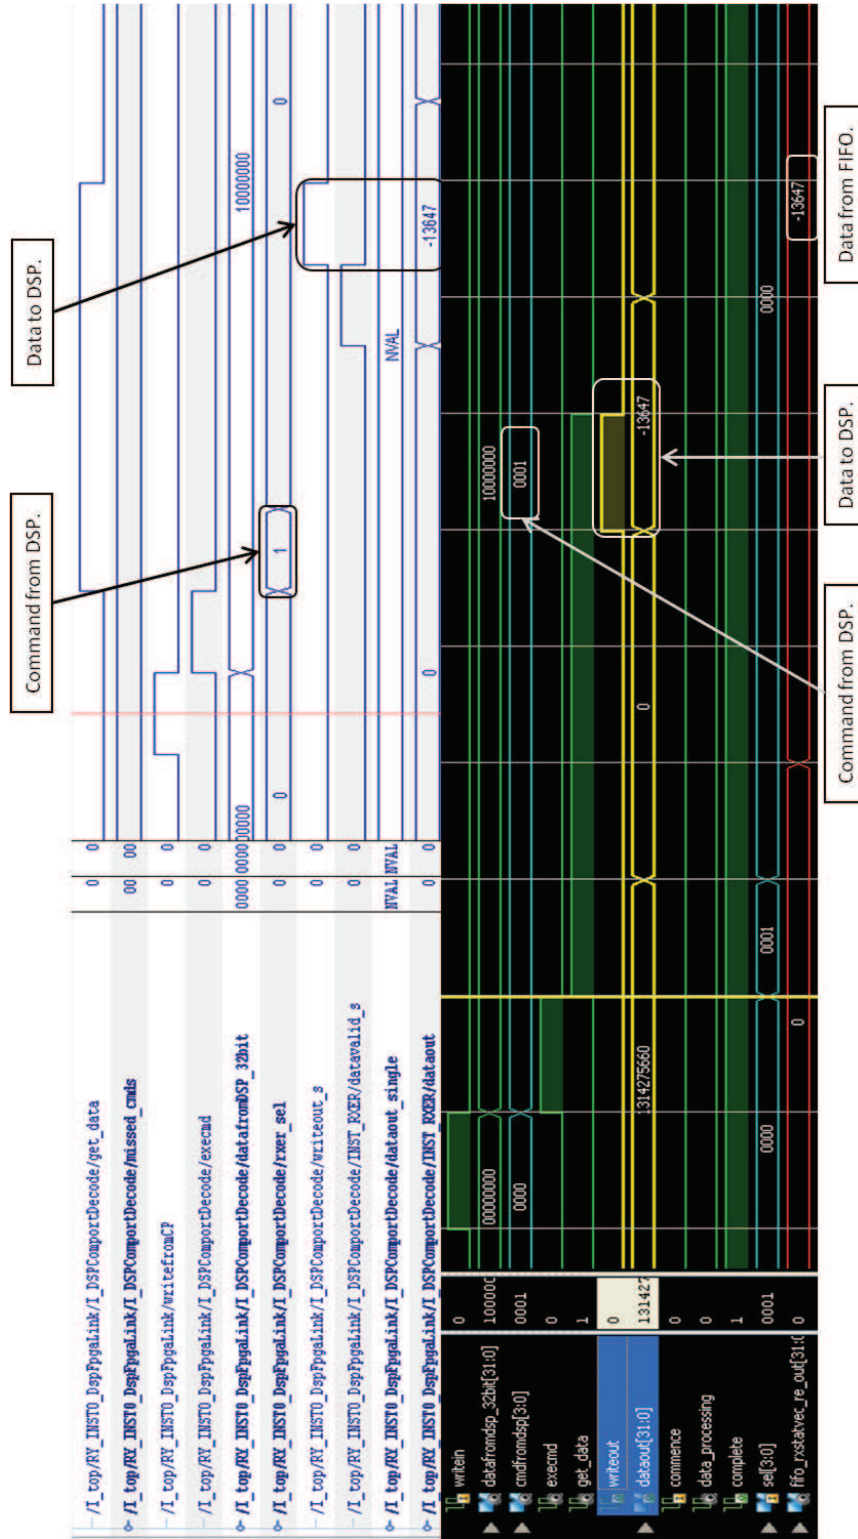 Command from DSP.
Data to DSP.
/I_top/RY_INST0_DspFpgaLink/I_DSPComportDecode/get_data 0 0
/I_top/RY_INST0_DspFpgaLink/I_DSPComportDecode/missed_cmds 00 00
/I_top/RY_INST0_DspFpgaLink/writefromCP 0 0
/I_top/RY_INST0_DspFpgaLink/I_DSPComportDecode/execmd 0 0
/I_top/RY_INST0_DspFpgaLink/I_DSPComportDecode/datafromDSP_32bit 0000 0000 00000 10000000
/I_top/RY_INST0_DspFpgaLink/I_DSPComportDecode/rxer_sel 0 0 0 1 0
/I_top/RY_INST0_DspFpgaLink/I_DSPComportDecode/writeout_s 0 0
/I_top/RY_INST0_DspFpgaLink/I_DSPComportDecode/INST_RXER/datavalid_s 0 0
/I_top/RY_INST0_DspFpgaLink/I_DSPComportDecode/dataout_single NVAL NVAL NVAL
/I_top/RY_INST0_DspFpgaLink/I_DSPComportDecode/INST_RXER/dataout 0 0 0 -13647
writein 0
datafromdsp_32bit[31:0] 100000 00000000 10000000
cmdfromdsp[3:0] 0001 0000 0001
execmd 0
get_data 1
writeout 0
dataout[31:0] 131427 1314275660 0 -13647
commence 0
data_processing 0
complete 1
sel[3:0] 0001 0000 0001 0000
fifo_rxstatvec_re_out[31:0 0 0 -13647
Command from DSP.
Data to DSP.
Data from FIFO.